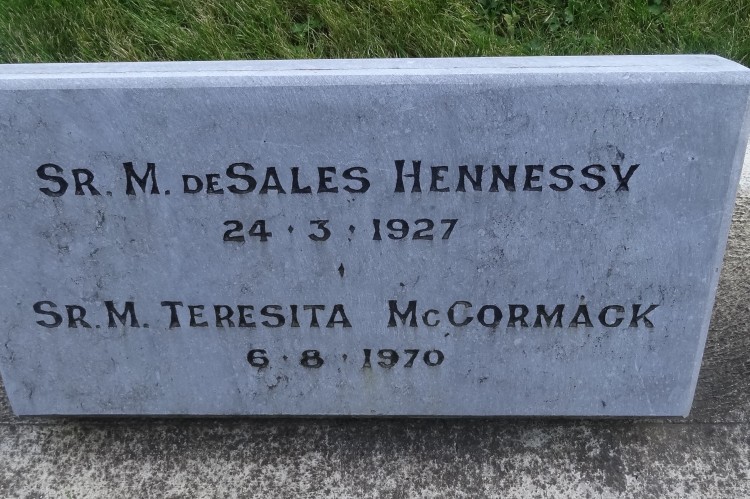 Sr. M. deSales Hennessy
24 · 3 · 1927
Sr. M. Teresita McCormack
6 · 8 · 1970